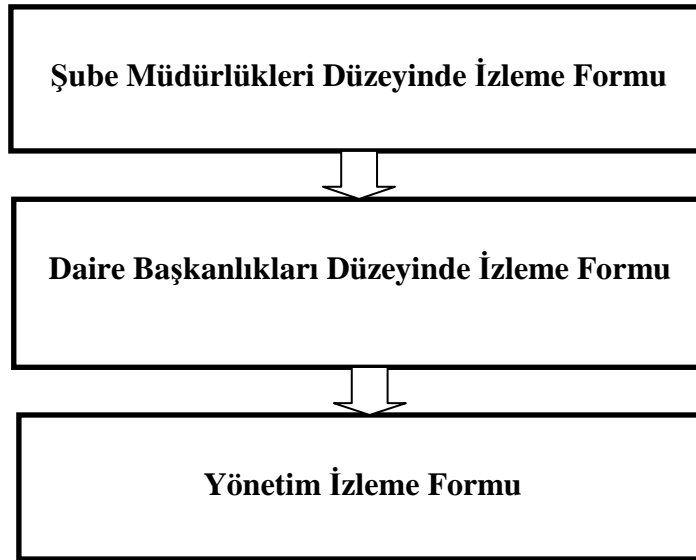 Şube Müdürlükleri Düzeyinde İzleme Formu
Daire Başkanlıkları Düzeyinde İzleme Formu
Yönetim İzleme Formu